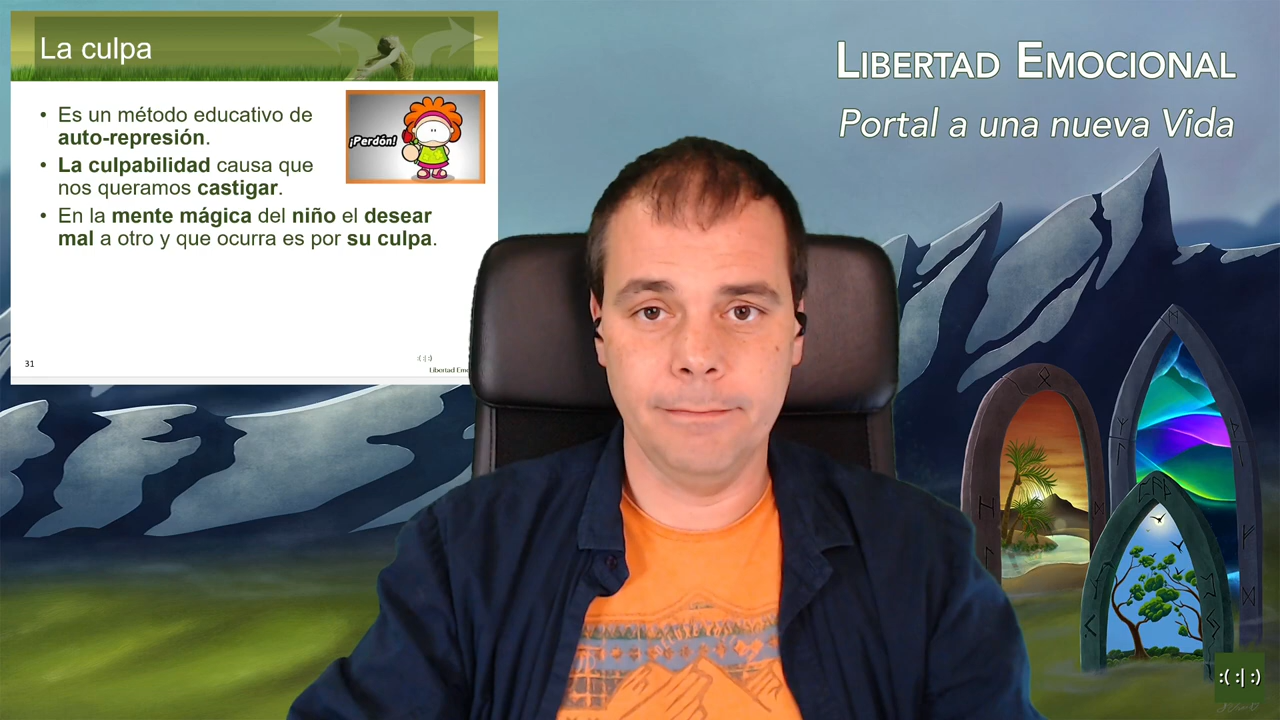 La culpa
• Es un método educativo de
auto-represión.
• La culpabilidad causa que
nos queramos castigar.
• En la mente mágica del niño el desear
mal a otro y que ocurra es por su culpa.
¡Perdón!
31
:(:|:)
Libertad Emo
LIBERTAD EMOCIONAL
Portal a una nueva Vida
:( :| :)